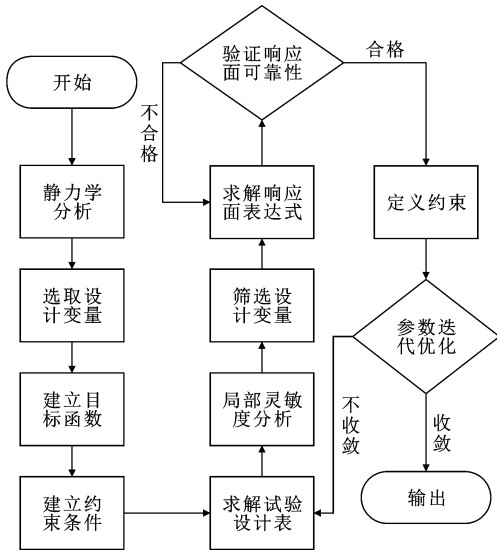 开始
静力学
分析
选取设
计变量
建立目
标函数
建立约
束条件
求解试验
设计表
局部灵敏
度分析
筛选设
计变量
求解响应
面表达式
验证响应
面可靠性
不合格
合格
定义约束
参数迭
代优化
不收敛
收敛
输出